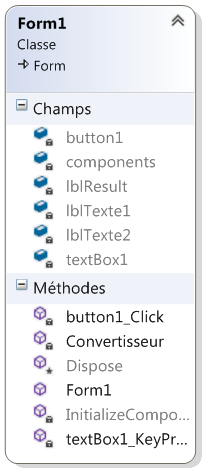 Form1
Classe
Form
Champs
button1
components
lblResult
lblTexte1
lblTexte2
textBox1
Méthodes
button1_Click
Convertisseur
Dispose
Form1
InitializeCompo...
textBox1_KeyPr...